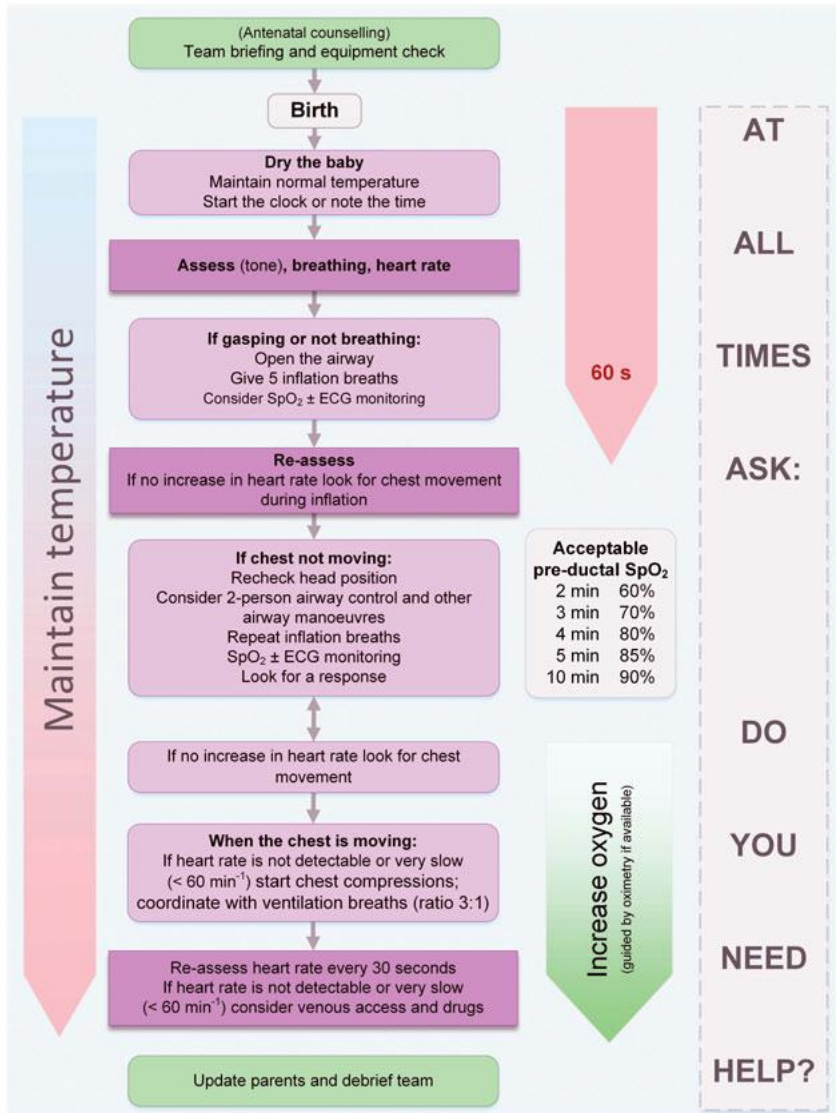 (Antenatal counselling)
Team briefing and equipment check
Birth
Dry the baby
Maintain normal temperature
Start the clock or note the time
Assess (tone), breathing, heart rate
If gasping or not breathing:
Open the airway
Give 5 inflation breaths
Consider SpO₂ ± ECG monitoring
Re-assess
If no increase in heart rate look for chest movement
during inflation
If chest not moving:
Recheck head position
Consider 2-person airway control and other
airway manoeuvres
Repeat inflation breaths
SpO₂ ± ECG monitoring
Look for a response
If no increase in heart rate look for chest
movement
When the chest is moving:
If heart rate is not detectable or very slow
(< 60 min⁻¹) start chest compressions;
coordinate with ventilation breaths (ratio 3:1)
Re-assess heart rate every 30 seconds
If heart rate is not detectable or very slow
(< 60 min⁻¹) consider venous access and drugs
Update parents and debrief team
Maintain temperature
60 s
Acceptable
pre-ductal SpO₂
2 min 60%
3 min 70%
4 min 80%
5 min 85%
10 min 90%
Increase oxygen
(guided by oximetry if available)
AT
ALL
TIMES
ASK:
DO
YOU
NEED
HELP?